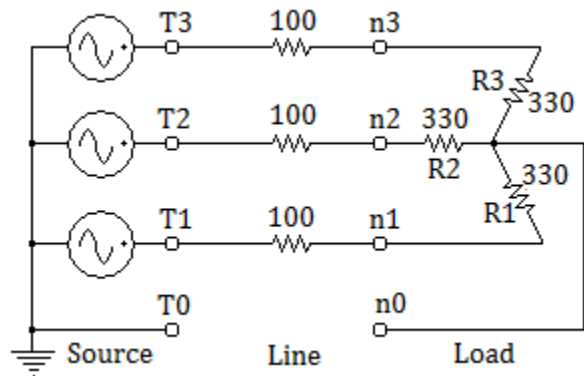 T3 100 n3
R3 330
T2 100 n2 330
R2
330
R1
T1 100 n1
T0 n0
Source Line Load